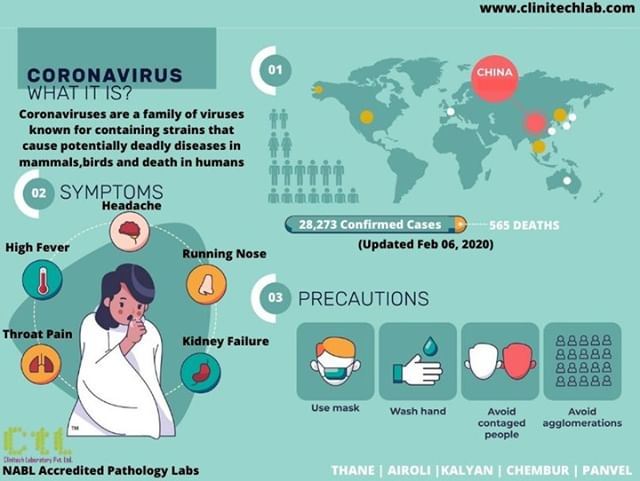 www.clinitechlab.com
CORONAVIRUS
WHAT IT IS?
Coronaviruses are a family of viruses
known for containing strains that
cause potentially deadly diseases in
mammals,birds and death in humans
01
CHINA
28,273 Confirmed Cases
565 DEATHS
(Updated Feb 06, 2020)
02
SYMPTOMS
Headache
High Fever
Running Nose
Throat Pain
Kidney Failure
TM
03
PRECAUTIONS
Use mask
Wash hand
Avoid
contaged
people
Avoid
agglomerations
CTL
Clinitech Laboratory Pvt. Ltd.
NABL Accredited Pathology Labs
THANE | AIROLI |KALYAN | CHEMBUR | PANVEL